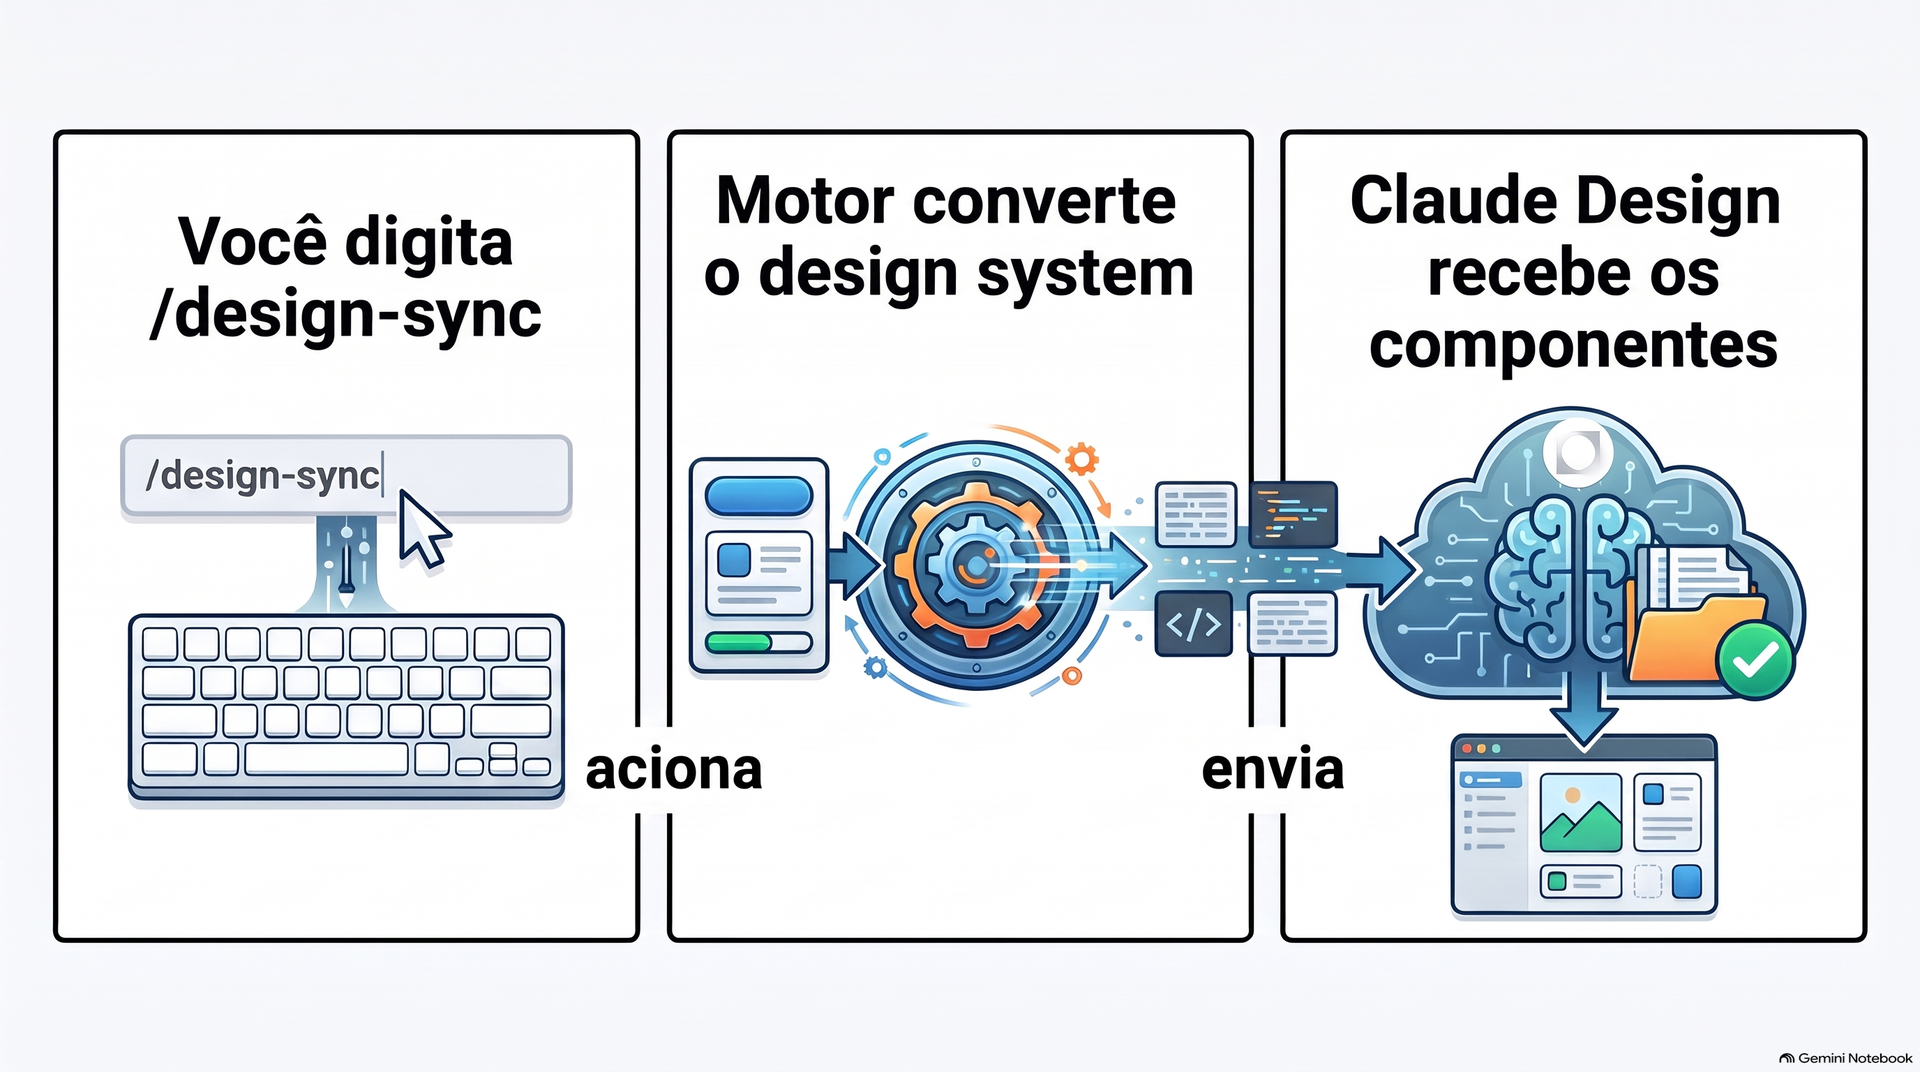 Você digita
/design-sync
/design-sync
aciona
Motor converte
o design system
</>
envia
Claude Design
recebe os
componentes
Gemini Notebook